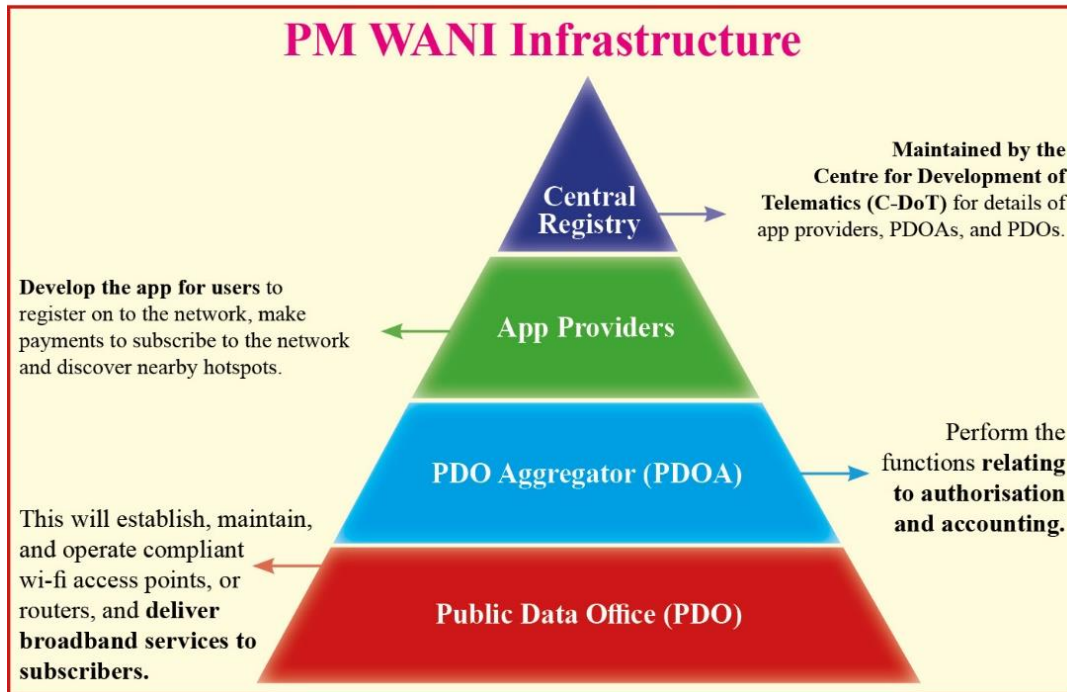 PM WANI Infrastructure
Central
Registry
Maintained by the
Centre for Development of
Telematics (C-DoT) for details of
app providers, PDOAs, and PDOs.
App Providers
Develop the app for users to
register on to the network, make
payments to subscribe to the network
and discover nearby hotspots.
PDO Aggregator (PDOA)
Perform the
functions relating
to authorisation
and accounting.
This will establish, maintain,
and operate compliant
wi-fi access points, or
routers, and deliver
broadband services to
subscribers.
Public Data Office (PDO)